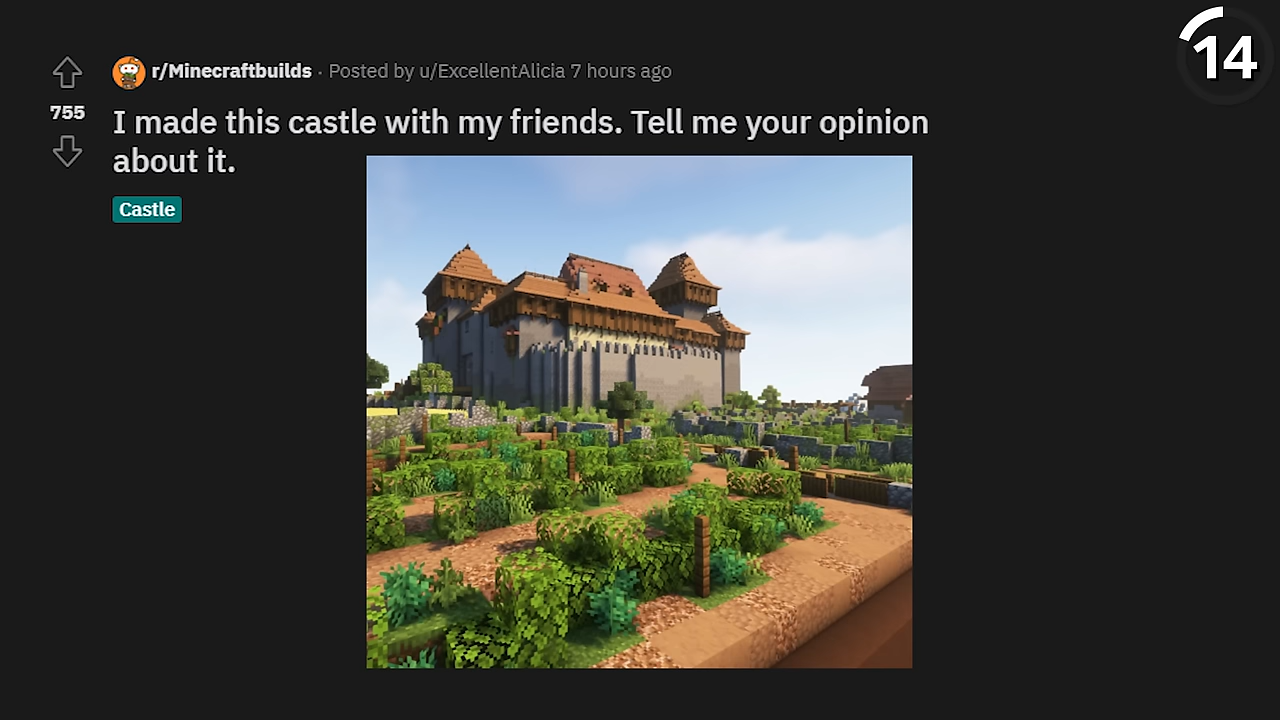 14
r/Minecraftbuilds · Posted by u/ExcellentAlicia 7 hours ago
755
I made this castle with my friends. Tell me your opinion
about it.
Castle